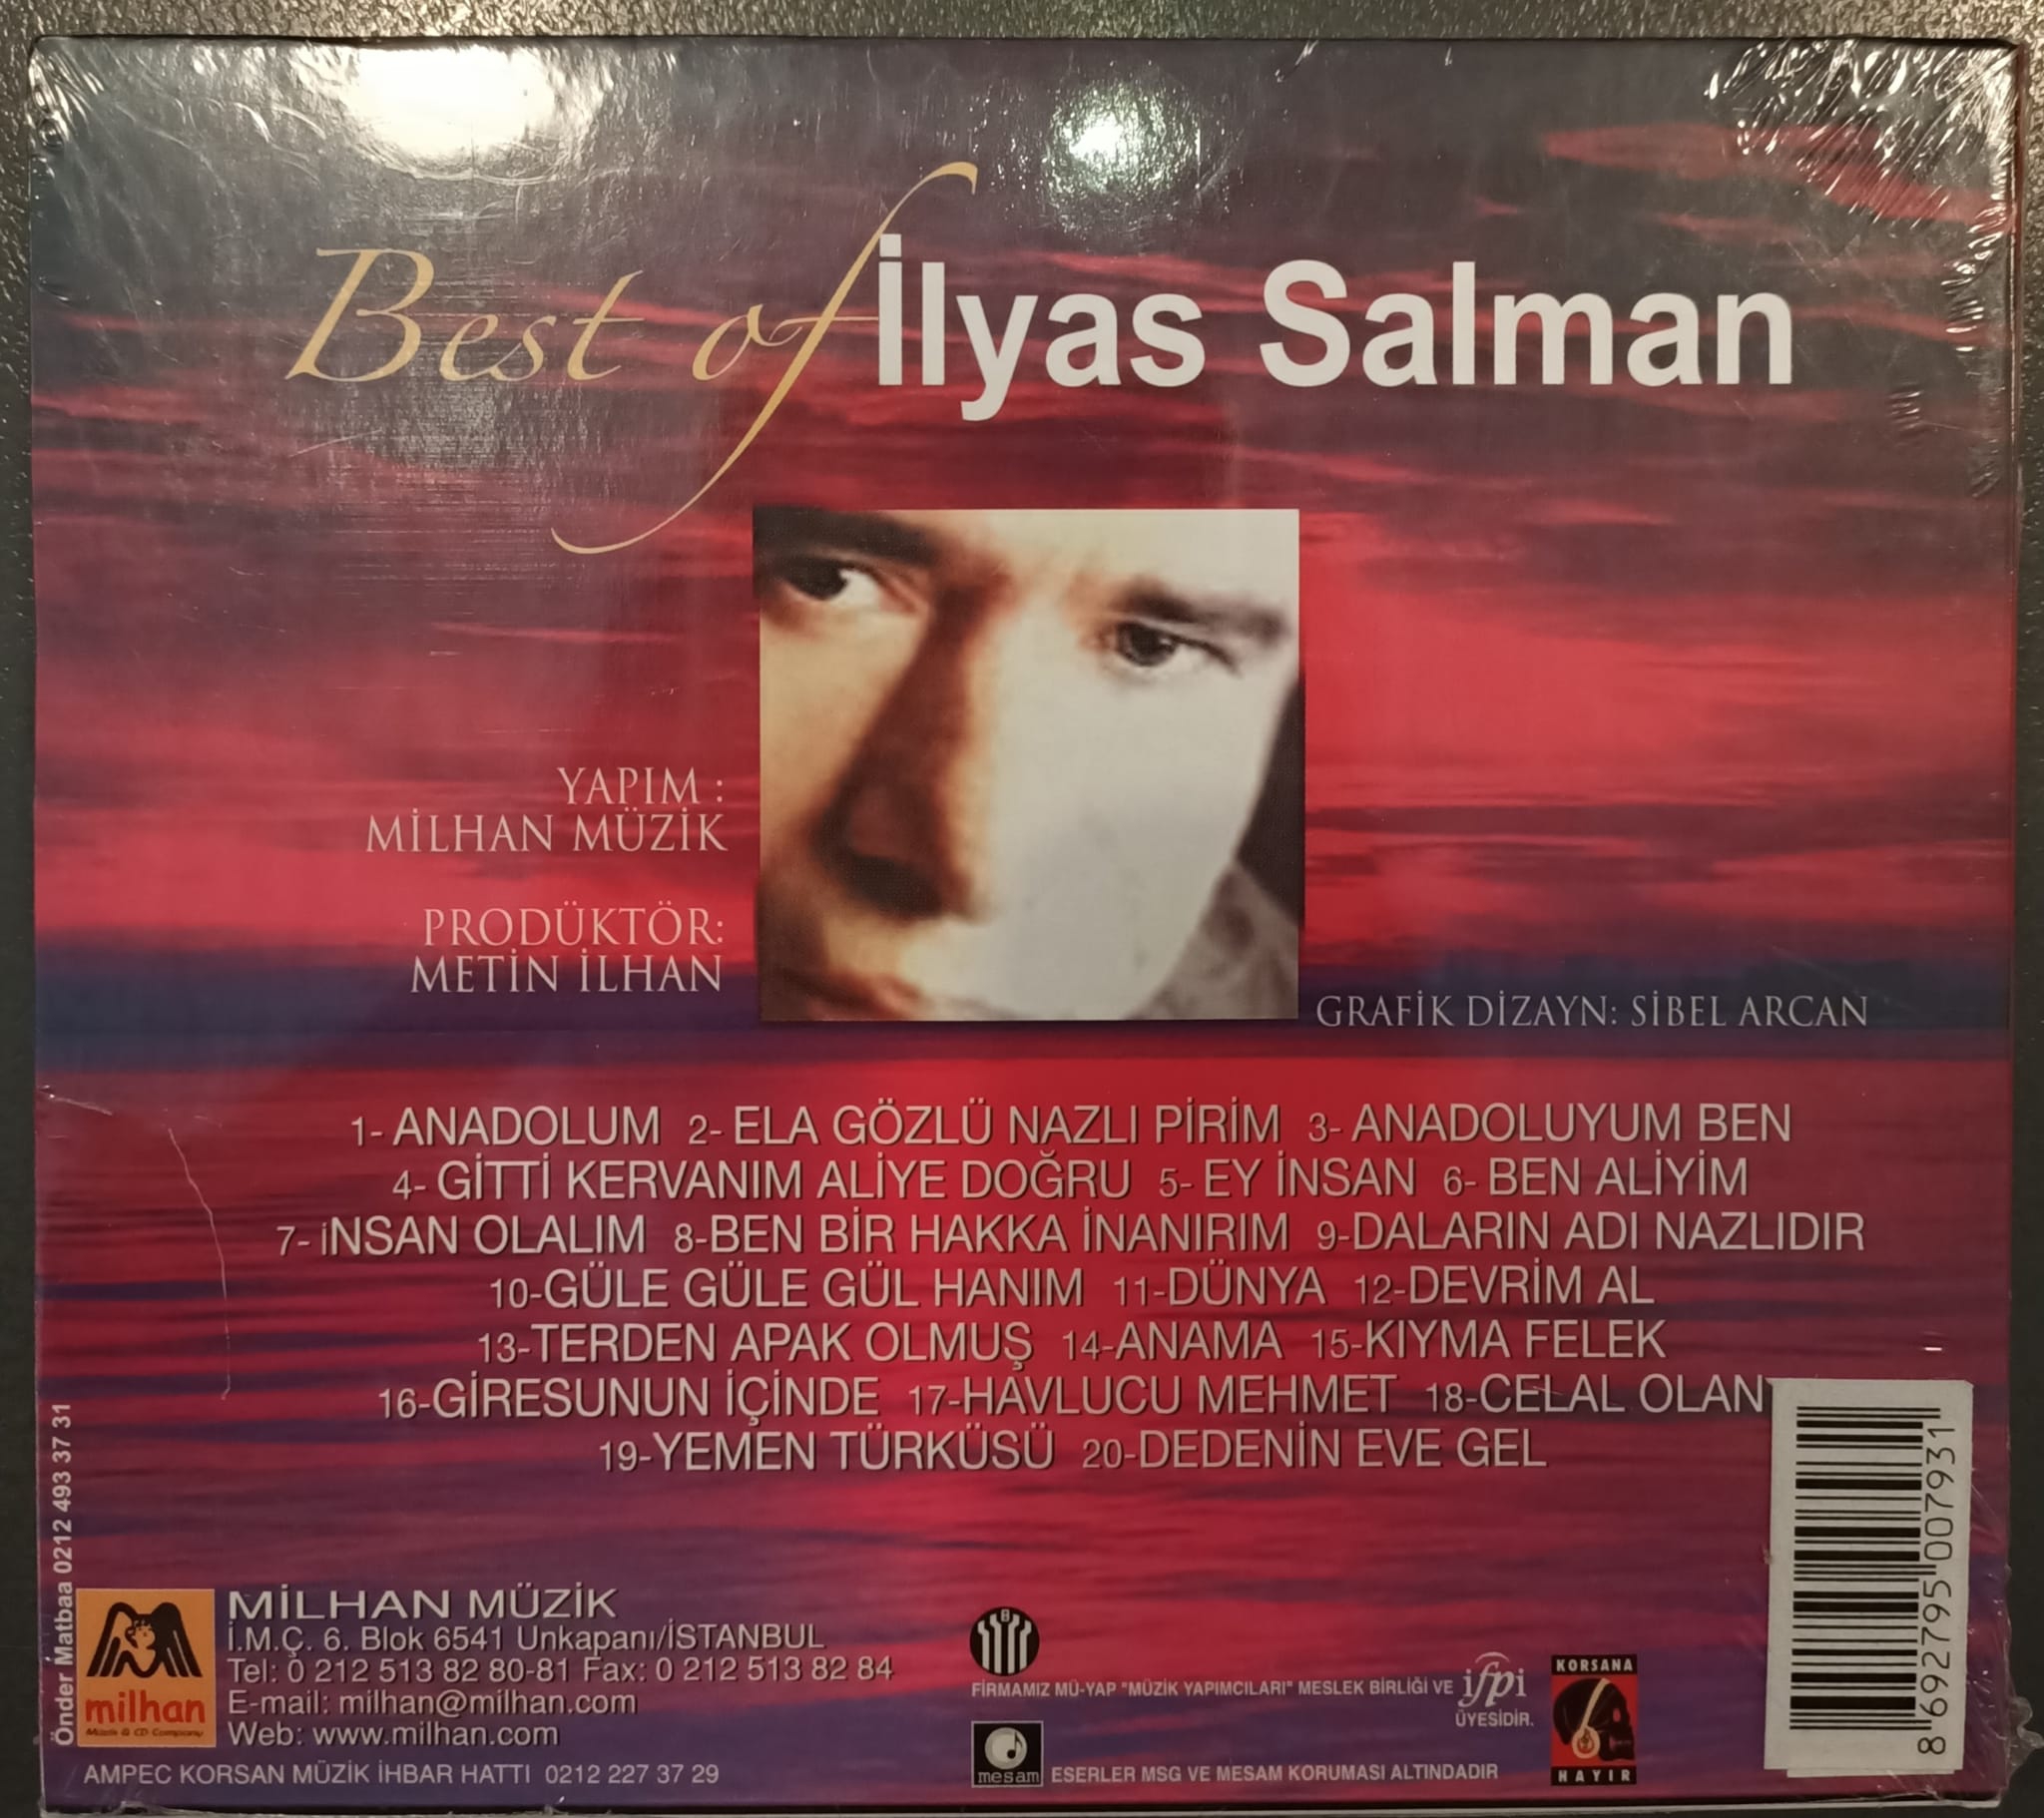 Best of İlyas Salman
YAPIM :
MİLHAN MÜZİK
PRODÜKTÖR:
METİN İLHAN
GRAFİK DİZAYN: SİBEL ARCAN
1- ANADOLUM 2- ELA GÖZLÜ NAZLI PİRİM 3- ANADOLUYUM BEN
4- GİTTİ KERVANIM ALİYE DOĞRU 5- EY İNSAN 6- BEN ALİYİM
7- iNSAN OLALIM 8-BEN BİR HAKKA İNANIRIM 9-DALARIN ADI NAZLIDIR
10-GÜLE GÜLE GÜL HANIM 11-DÜNYA 12-DEVRİM AL
13-TERDEN APAK OLMUŞ 14-ANAMA 15-KIYMA FELEK
16-GİRESUNUN İÇİNDE 17-HAVLUCU MEHMET 18-CELAL OLAN
19-YEMEN TÜRKÜSÜ 20-DEDENİN EVE GEL
Önder Matbaa 0212 493 37 31
milhan
Müzik & CD Company
MİLHAN MÜZİK
İ.M.Ç. 6. Blok 6541 Unkapanı/İSTANBUL
Tel: 0 212 513 82 80-81 Fax: 0 212 513 82 84
E-mail: milhan@milhan.com
Web: www.milhan.com
AMPEC KORSAN MÜZİK İHBAR HATTI 0212 227 37 29
FİRMAMIZ MÜ-YAP "MÜZİK YAPIMCILARI" MESLEK BİRLİĞİ VE ifpi
ÜYESİDİR.
mesam ESERLER MSG VE MESAM KORUMASI ALTINDADIR
KORSANA
HAYIR
8 692795 007931